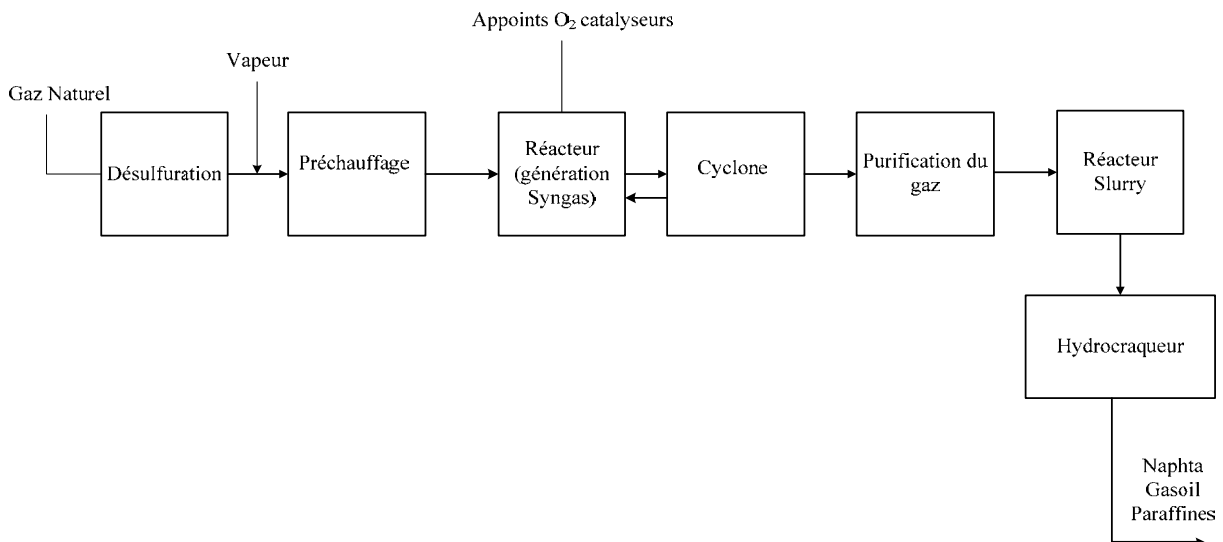 Appoints O₂ catalyseurs
Vapeur
Gaz Naturel
Désulfuration
Préchauffage
Réacteur
(génération
Syngas)
Cyclone
Purification du
gaz
Réacteur
Slurry
Hydrocraqueur
Naphta
Gasoil
Paraffines